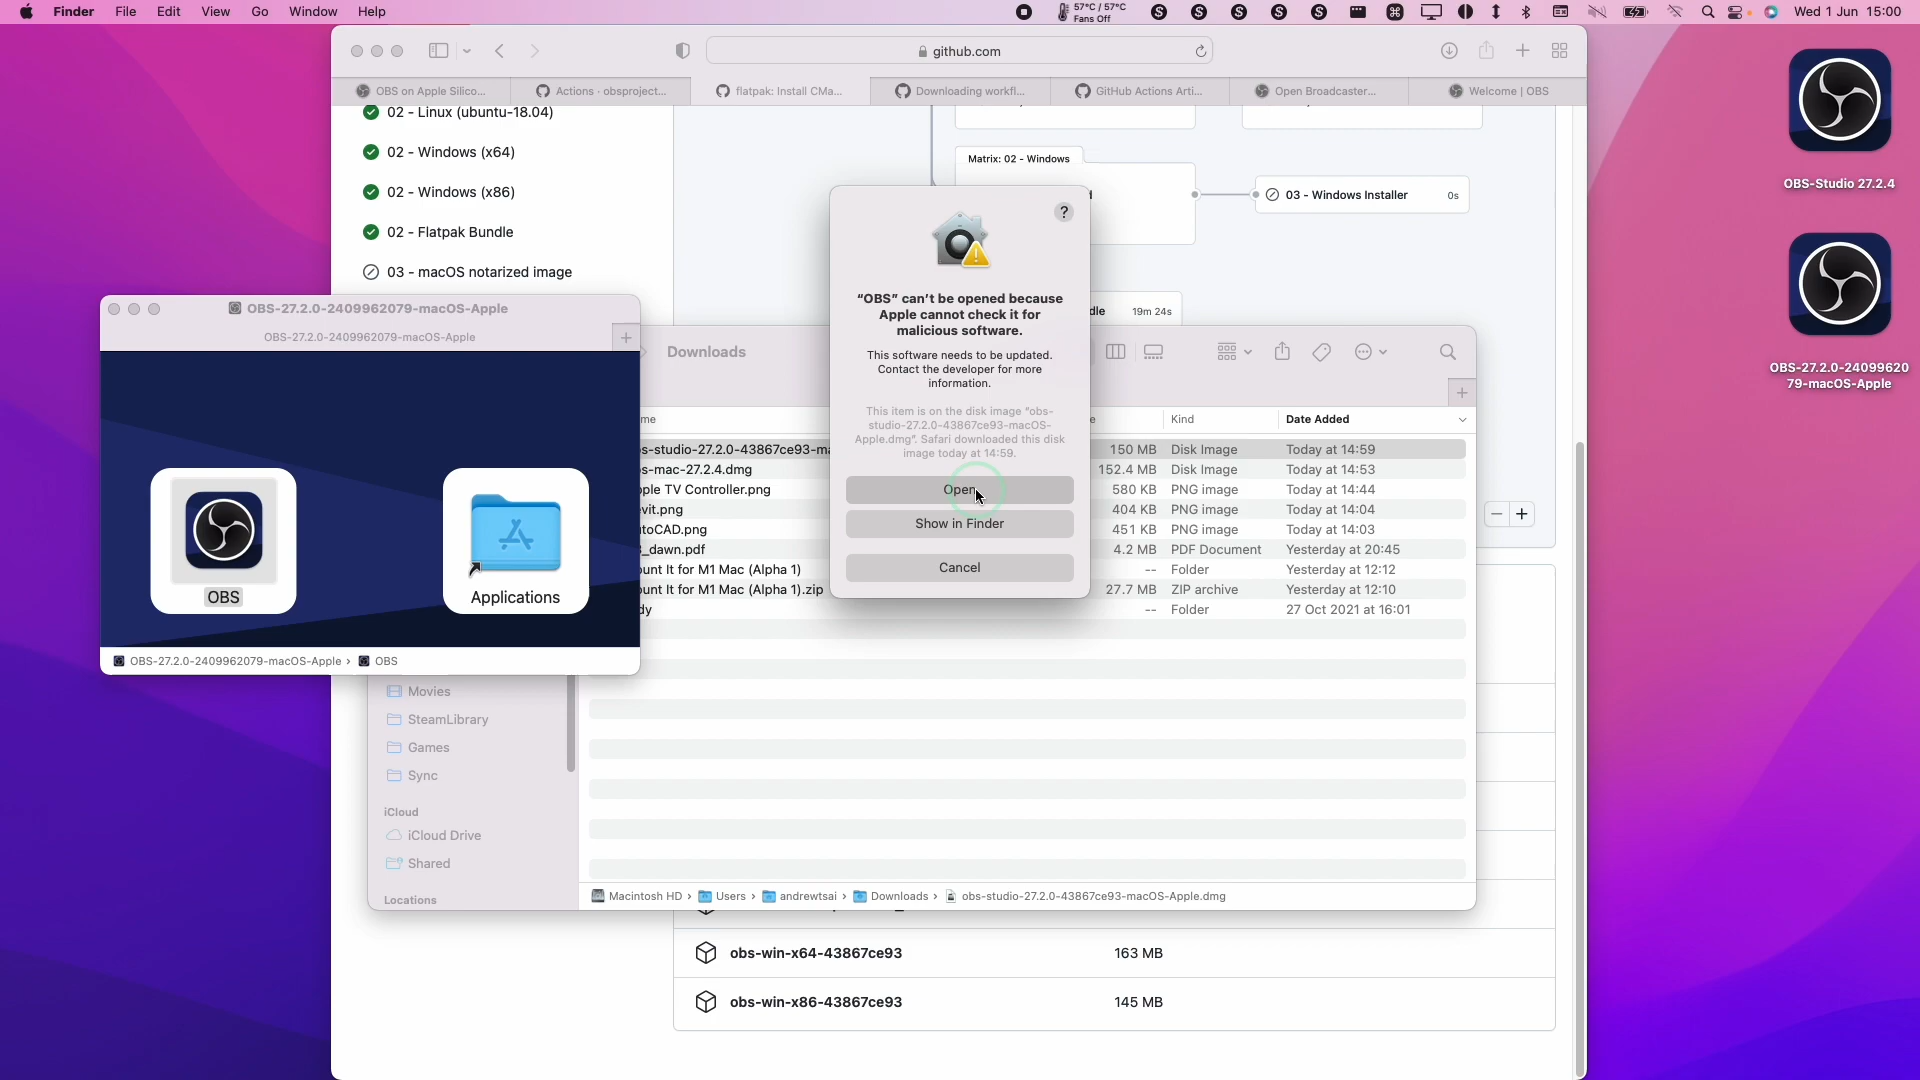 Finder File Edit View Go Window Help
57°C / 57°C
Fans Off
Wed 1 Jun 15:00
github.com
OBS on Apple Silico...
Actions · obsproject...
flatpak: Install CMa...
Downloading workfl...
GitHub Actions Arti...
Open Broadcaster...
Welcome | OBS
02 - Linux (ubuntu-18.04)
02 - Windows (x64)
02 - Windows (x86)
02 - Flatpak Bundle
03 - macOS notarized image
Matrix: 02 - Windows
03 - Windows Installer 0s
dle 19m 24s
OBS-Studio 27.2.4
OBS-27.2.0-24099620
79-macOS-Apple
OBS-27.2.0-2409962079-macOS-Apple
OBS-27.2.0-2409962079-macOS-Apple
OBS
Applications
OBS-27.2.0-2409962079-macOS-Apple › OBS
?
"OBS" can't be opened because
Apple cannot check it for
malicious software.
This software needs to be updated.
Contact the developer for more
information.
This item is on the disk image "obs-
studio-27.2.0-43867ce93-macOS-
Apple.dmg". Safari downloaded this disk
image today at 14:59.
Open
Show in Finder
Cancel
Downloads
me e Kind Date Added
s-studio-27.2.0-43867ce93-ma 150 MB Disk Image Today at 14:59
s-mac-27.2.4.dmg 152.4 MB Disk Image Today at 14:53
ple TV Controller.png 580 KB PNG image Today at 14:44
evit.png 404 KB PNG image Today at 14:04
toCAD.png 451 KB PNG image Today at 14:03
_dawn.pdf 4.2 MB PDF Document Yesterday at 20:45
unt It for M1 Mac (Alpha 1) -- Folder Yesterday at 12:12
unt It for M1 Mac (Alpha 1).zip 27.7 MB ZIP archive Yesterday at 12:10
dy -- Folder 27 Oct 2021 at 16:01
Movies
SteamLibrary
Games
Sync
iCloud
iCloud Drive
Shared
Locations
Macintosh HD › Users › andrewtsai › Downloads › obs-studio-27.2.0-43867ce93-macOS-Apple.dmg
obs-win-x64-43867ce93 163 MB
obs-win-x86-43867ce93 145 MB